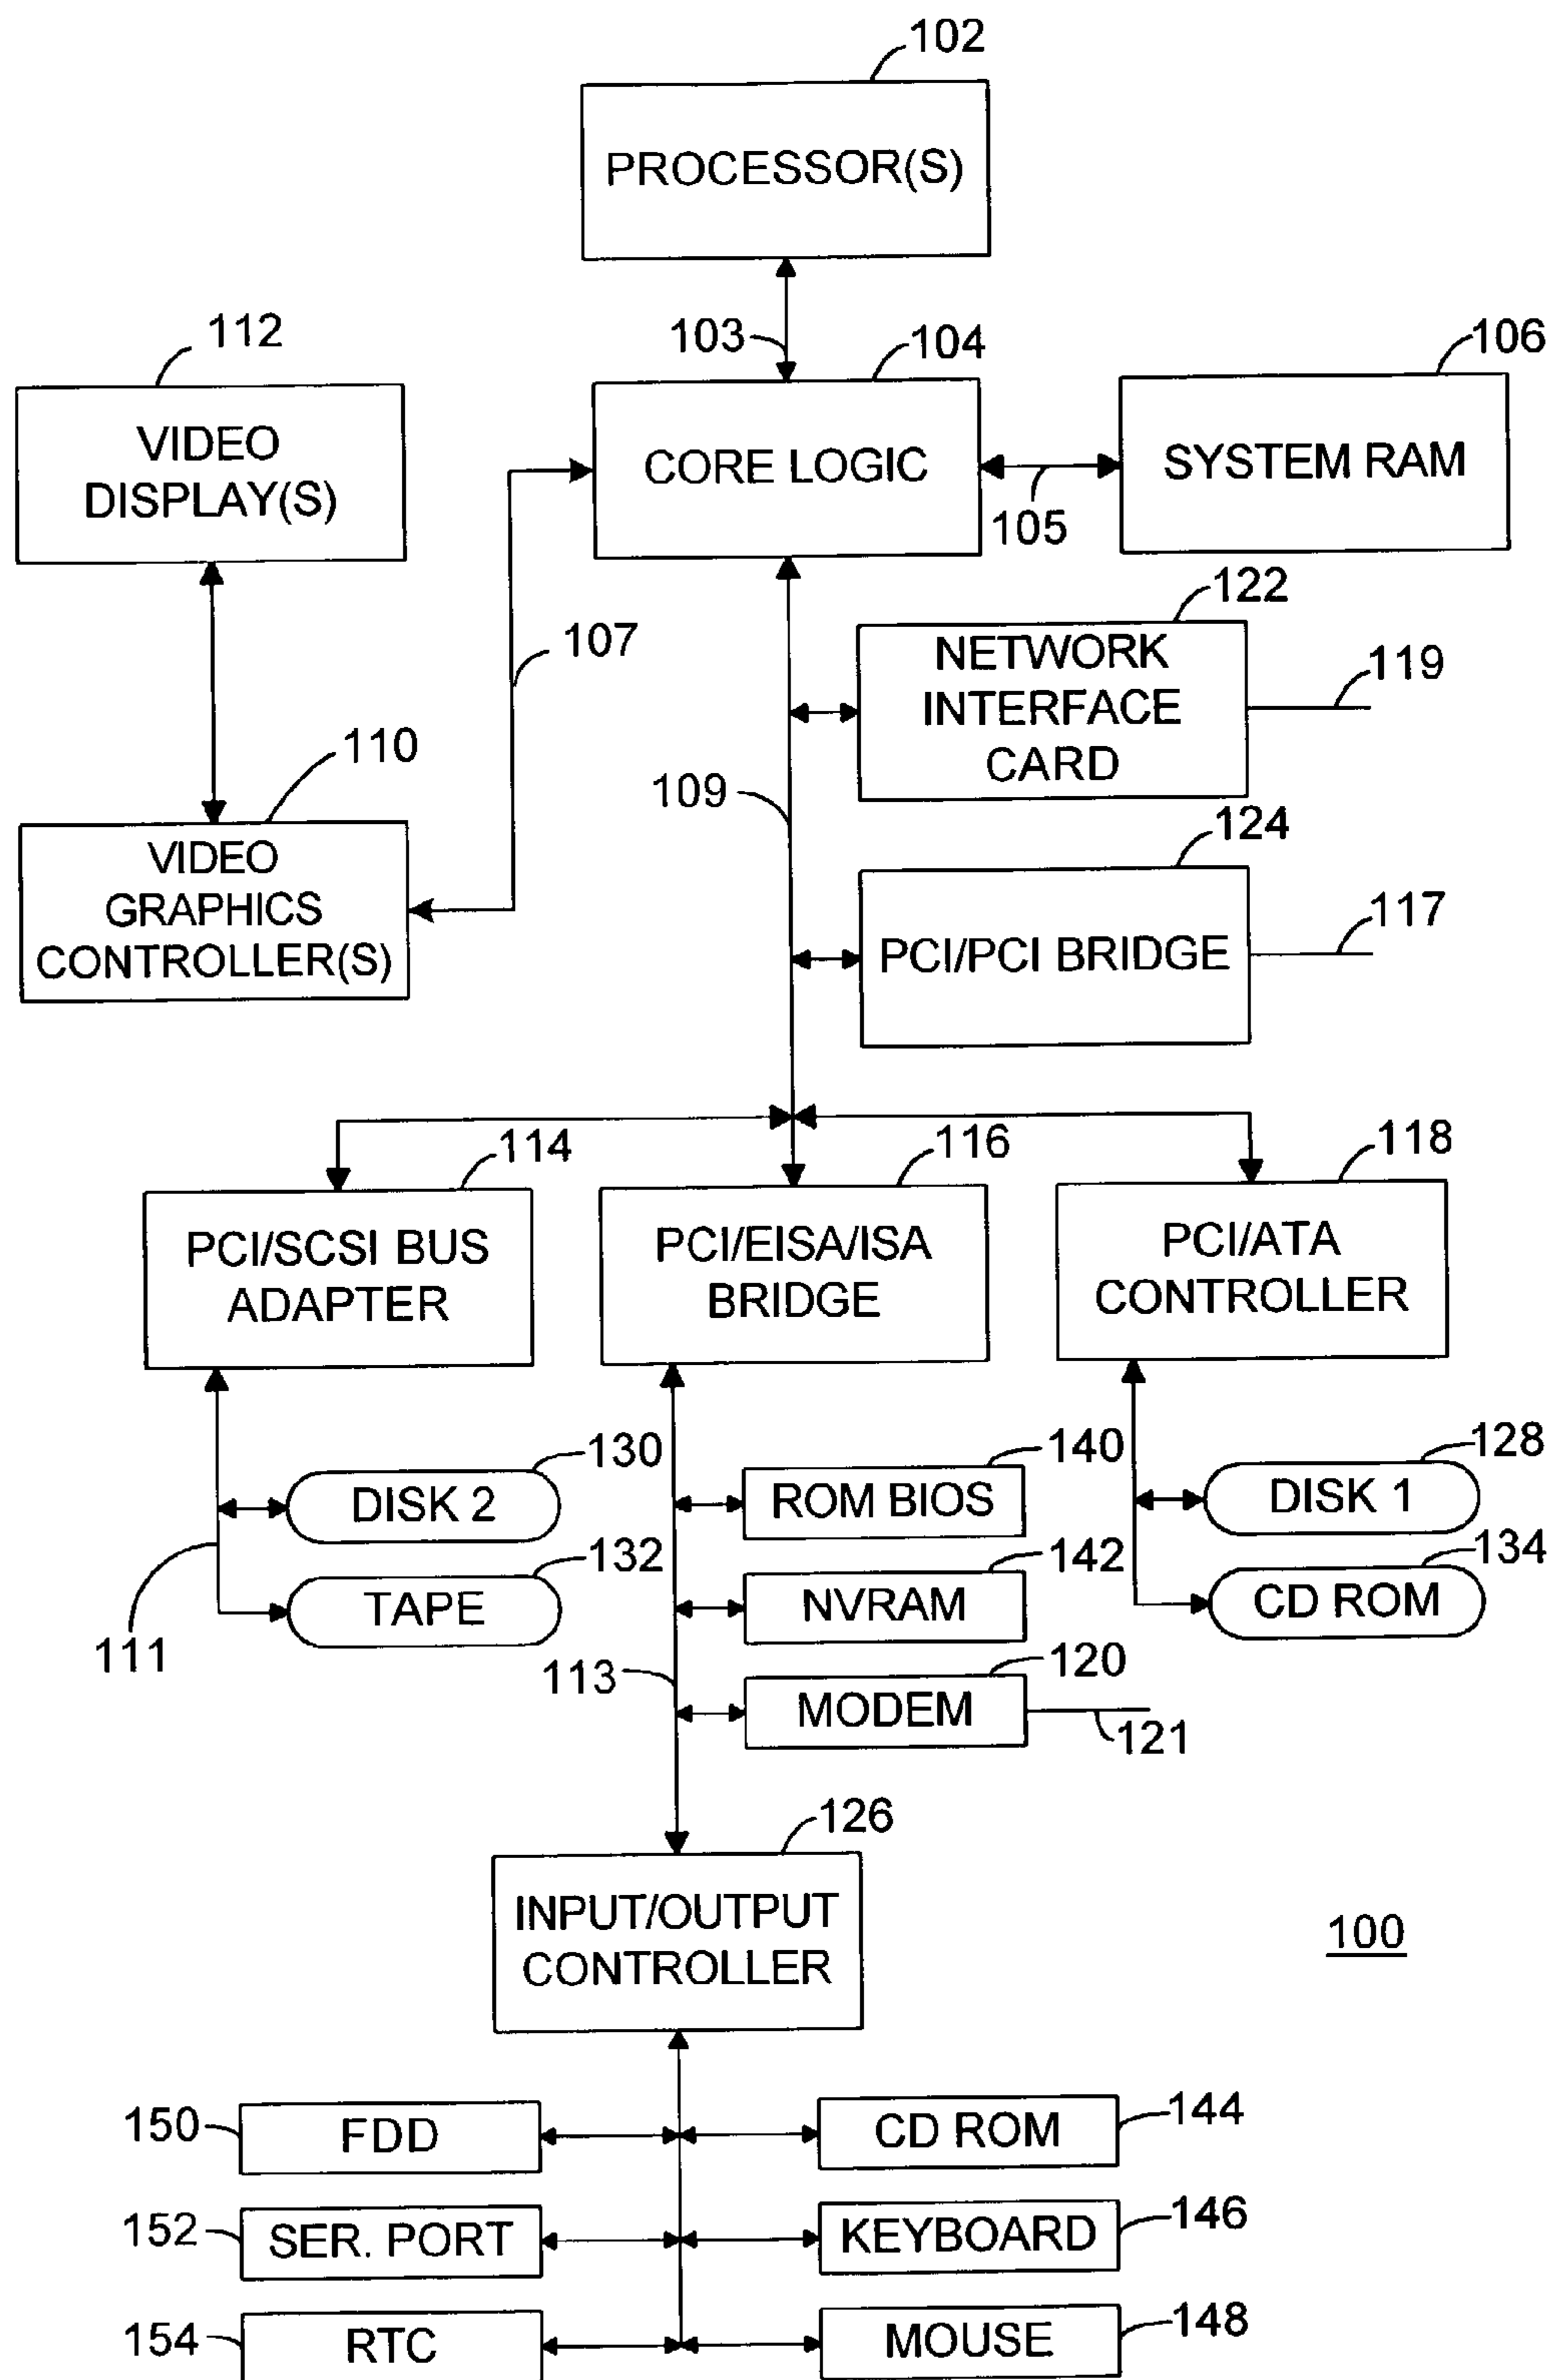 102
PROCESSOR(S)
103
104
106
112
VIDEO
DISPLAY(S)
CORE LOGIC
SYSTEM RAM
105
122
107
NETWORK
INTERFACE
CARD
119
110
109
124
VIDEO
GRAPHICS
CONTROLLER(S)
PCI/PCI BRIDGE
117
114
116
118
PCI/SCSI BUS
ADAPTER
PCI/EISA/ISA
BRIDGE
PCI/ATA
CONTROLLER
130
140
128
DISK 2
ROM BIOS
DISK 1
132
142
134
TAPE
NVRAM
CD ROM
111
113
120
MODEM
121
126
INPUT/OUTPUT
CONTROLLER
100
150
FDD
CD ROM
144
152
SER. PORT
KEYBOARD
146
154
RTC
MOUSE
148